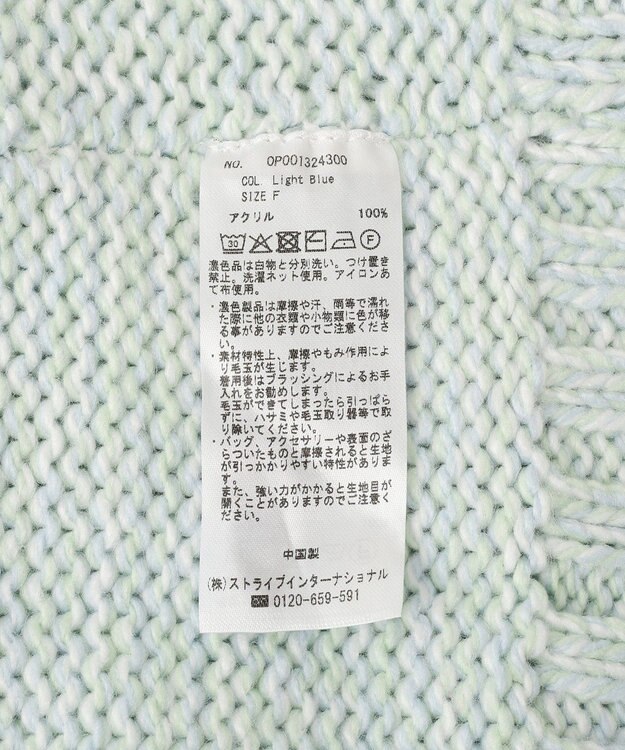 NO. OP001324300
COL. Light Blue
SIZE F
アクリル 100%
30 F
濃色品は白物と分別洗い。つけ置き
禁止。洗濯ネット使用。アイロンあ
て布使用。
・濃色製品は摩擦や汗、雨等で濡れ
た際に他の衣類や小物類に色が移
る事がありますのでご注意くださ
い。
・素材特性上、摩擦やもみ作用によ
り毛玉が生じます。
着用後はブラッシングによるお手
入れをお勧めします。
毛玉ができてしまったら引っぱら
ずに、ハサミや毛玉取り器等で取
り除いてください。
・バッグ、アクセサリーや表面のざ
らついたものと摩擦されると生地
が引っかかりやすい特性がありま
す。
また、強い力がかかると生地目が
開くことがありますのでご注意く
ださい。
中国製
(株)ストライプインターナショナル
0120-659-591